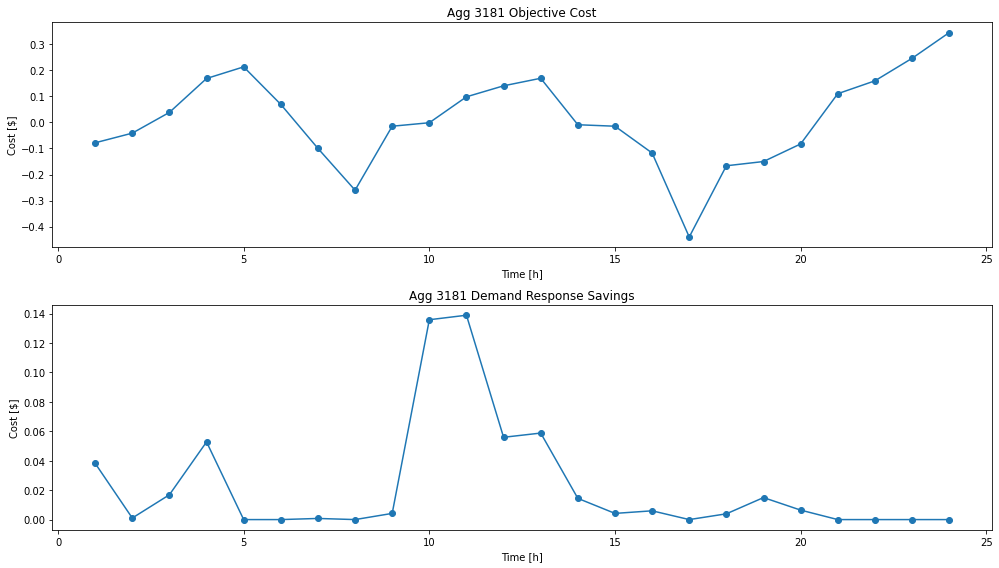 Agg 3181 Objective Cost
Cost [$]
0.3
0.2
0.1
0.0
−0.1
−0.2
−0.3
−0.4
0 5 10 15 20 25
Time [h]
Agg 3181 Demand Response Savings
Cost [$]
0.14
0.12
0.10
0.08
0.06
0.04
0.02
0.00
0 5 10 15 20 25
Time [h]